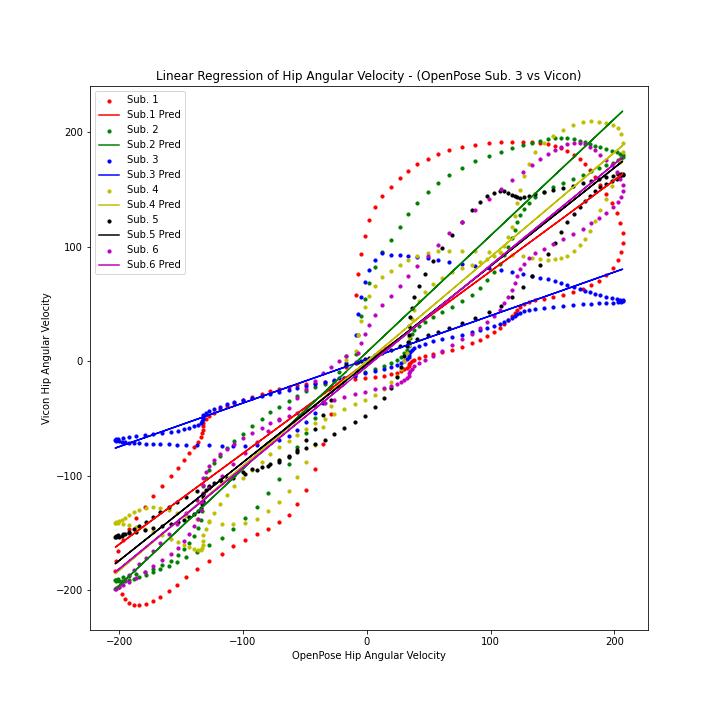 Linear Regression of Hip Angular Velocity - (OpenPose Sub. 3 vs Vicon)
Sub. 1
Sub.1 Pred
Sub. 2
Sub.2 Pred
Sub. 3
Sub.3 Pred
Sub. 4
Sub.4 Pred
Sub. 5
Sub.5 Pred
Sub. 6
Sub.6 Pred
200
100
0
−100
−200
Vicon Hip Angular Velocity
−200
−100
0
100
200
OpenPose Hip Angular Velocity